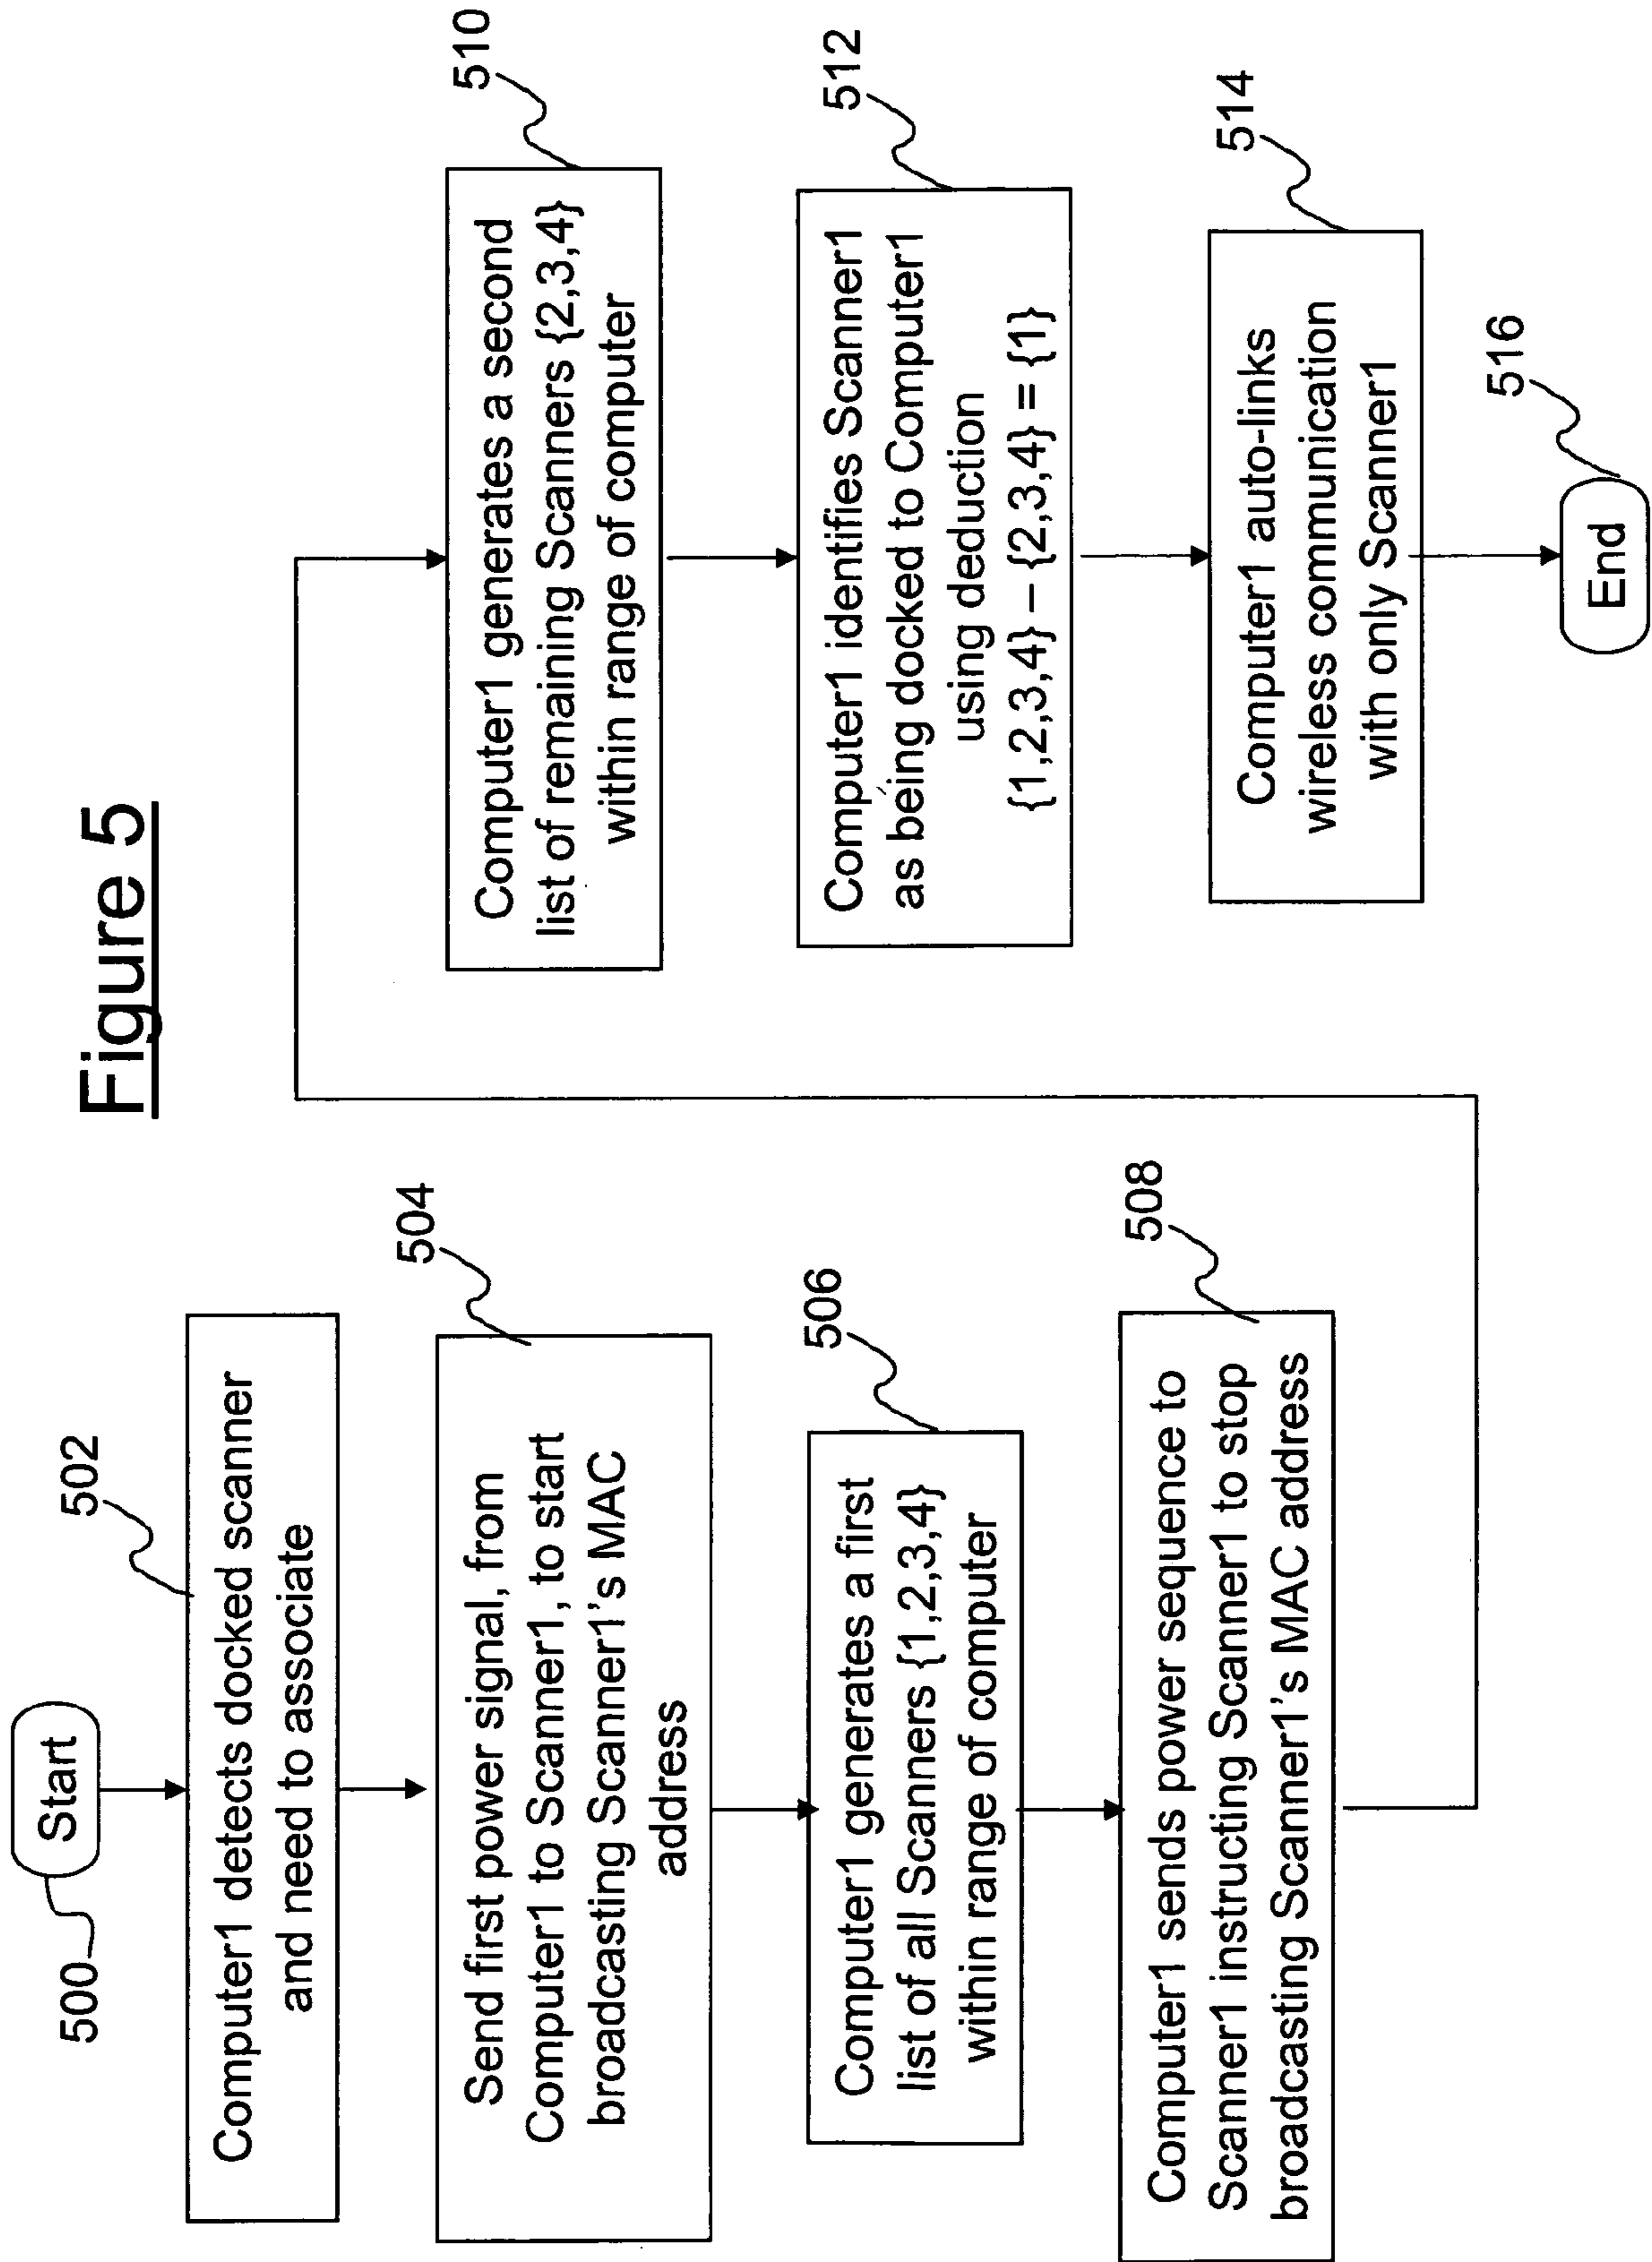 Figure 5
Start
500
Computer1 detects docked scanner
and need to associate
502
Send first power signal, from
Computer1 to Scanner1, to start
broadcasting Scanner1's MAC
address
504
Computer1 generates a first
list of all Scanners {1,2,3,4}
within range of computer
506
Computer1 sends power sequence to
Scanner1 instructing Scanner1 to stop
broadcasting Scanner1's MAC address
508
Computer1 generates a second
list of remaining Scanners {2,3,4}
within range of computer
510
Computer1 identifies Scanner1
as being docked to Computer1
using deduction
{1,2,3,4} – {2,3,4} = {1}
512
Computer1 auto-links
wireless communication
with only Scanner1
514
End
516